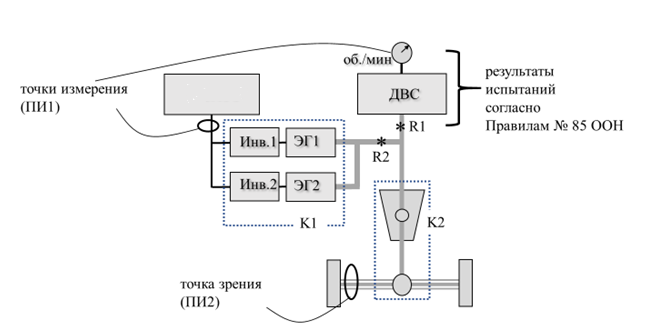 об./мин
точки измерения
(ПИ1)
ДВС
результаты
испытаний
согласно
Правилам № 85 ООН
R1
Инв.1
ЭГ1
R2
Инв.2
ЭГ2
K1
K2
точка зрения
(ПИ2)